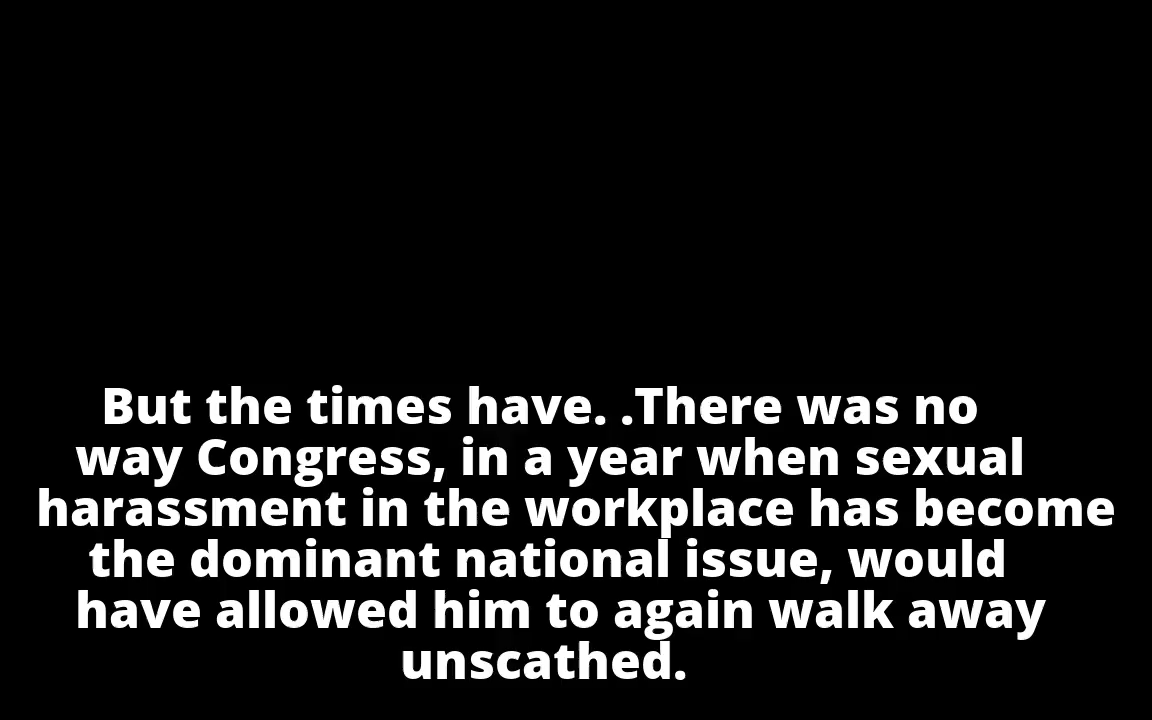 But the times have. .There was no
way Congress, in a year when sexual
harassment in the workplace has become
the dominant national issue, would
have allowed him to again walk away
unscathed.